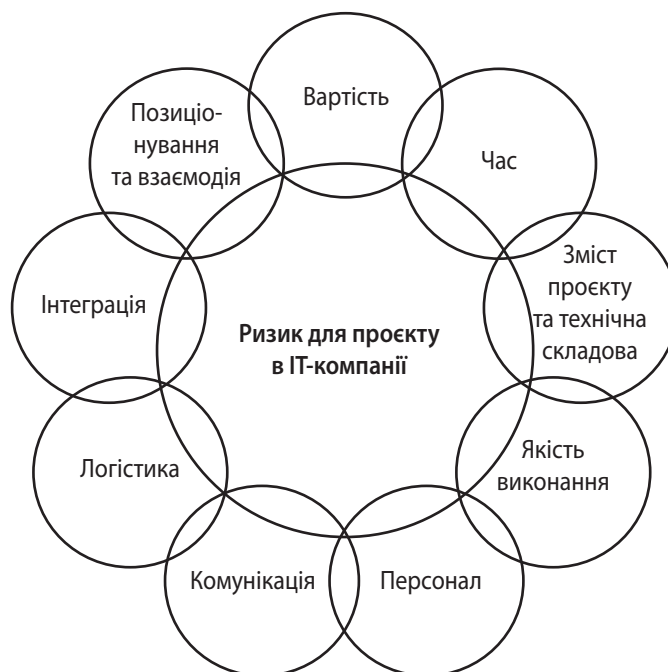 Вартість
Час
Зміст
проєкту
та технічна
складова
Якість
виконання
Персонал
Комунікація
Логістика
Інтеграція
Позиціо-
нування
та взаємодія
Ризик для проєкту
в ІТ-компанії